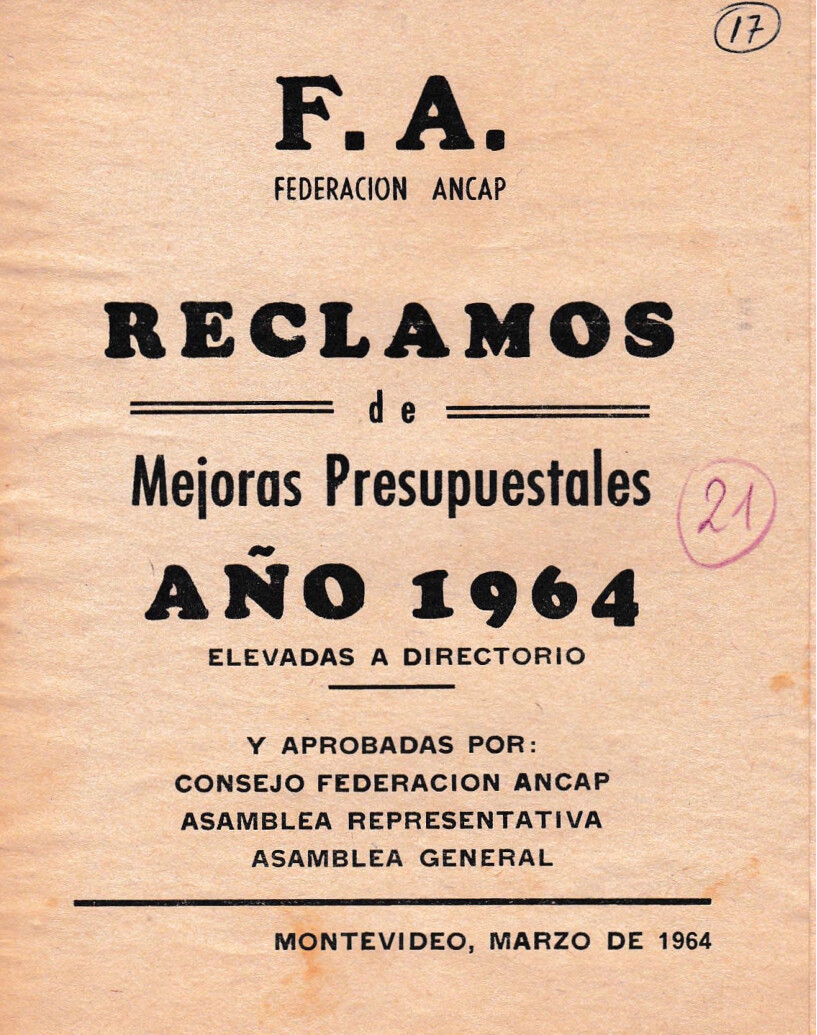 17
F. A.
FEDERACION ANCAP
RECLAMOS
de
Mejoras Presupuestales
21
AÑO 1964
ELEVADAS A DIRECTORIO
Y APROBADAS POR:
CONSEJO FEDERACION ANCAP
ASAMBLEA REPRESENTATIVA
ASAMBLEA GENERAL
MONTEVIDEO, MARZO DE 1964